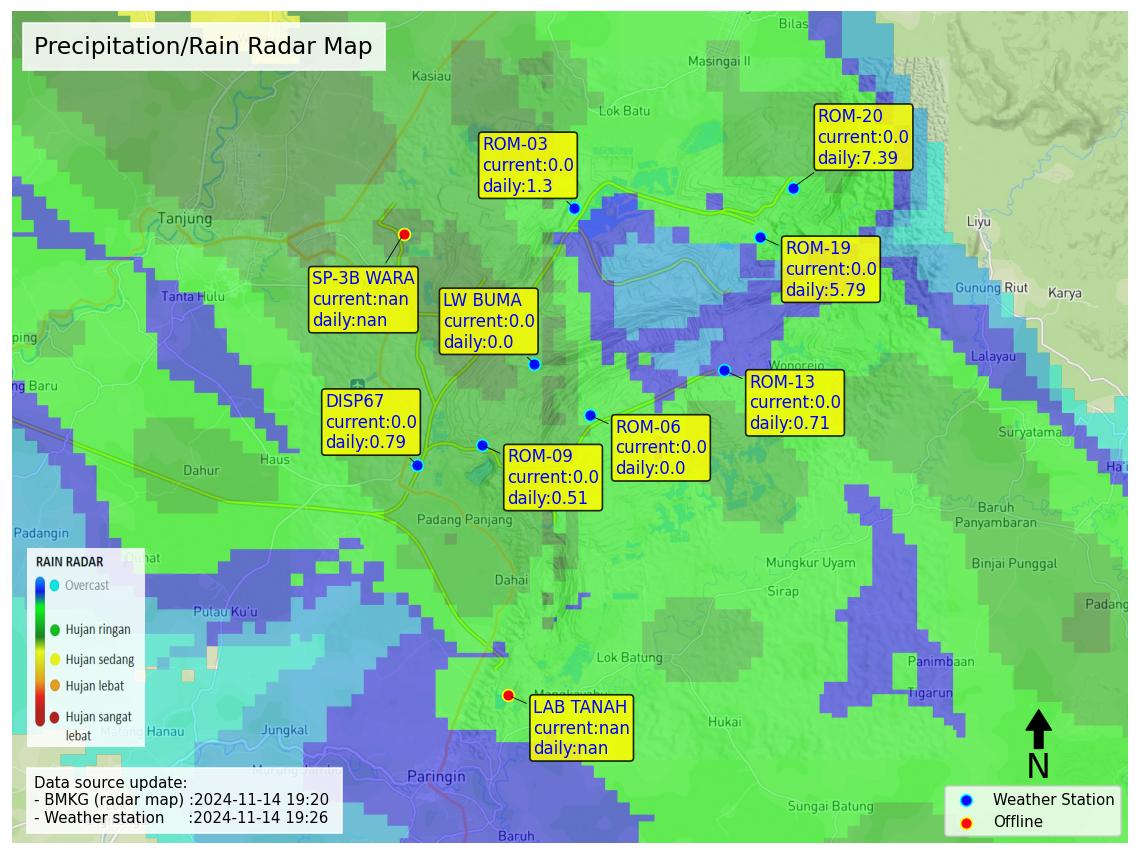 Precipitation/Rain Radar Map
Bilas
Masingai II
Kasiau
Lok Batu
ROM-20
current:0.0
daily:7.39
ROM-03
current:0.0
daily:1.3
Tanjung
Liyu
ROM-19
current:0.0
daily:5.79
SP-3B WARA
current:nan
daily:nan
LW BUMA
current:0.0
daily:0.0
Tanta Hulu
Gunung Riut
Karya
ping
Lalayau
Wonorejo
ng Baru
ROM-13
current:0.0
daily:0.71
DISP67
current:0.0
daily:0.79
ROM-06
current:0.0
daily:0.0
Suryatama
ROM-09
current:0.0
daily:0.51
Dahur
Haus
Ha
Padang Panjang
Baruh
Panyambaran
Padangin
Mungkur Uyam
Binjai Punggal
Dahai
Sirap
Padang
Pulau Ku'u
RAIN RADAR
Overcast
Hujan ringan
Hujan sedang
Hujan lebat
Hujan sangat
lebat
Lok Batung
Panimbaan
Tigarun
LAB TANAH
current:nan
daily:nan
Hukai
Hanau
Jungkal
Paringin
N
Data source update:
- BMKG (radar map) :2024-11-14 19:20
- Weather station :2024-11-14 19:26
Sungai Batung
Baruh
Weather Station
Offline